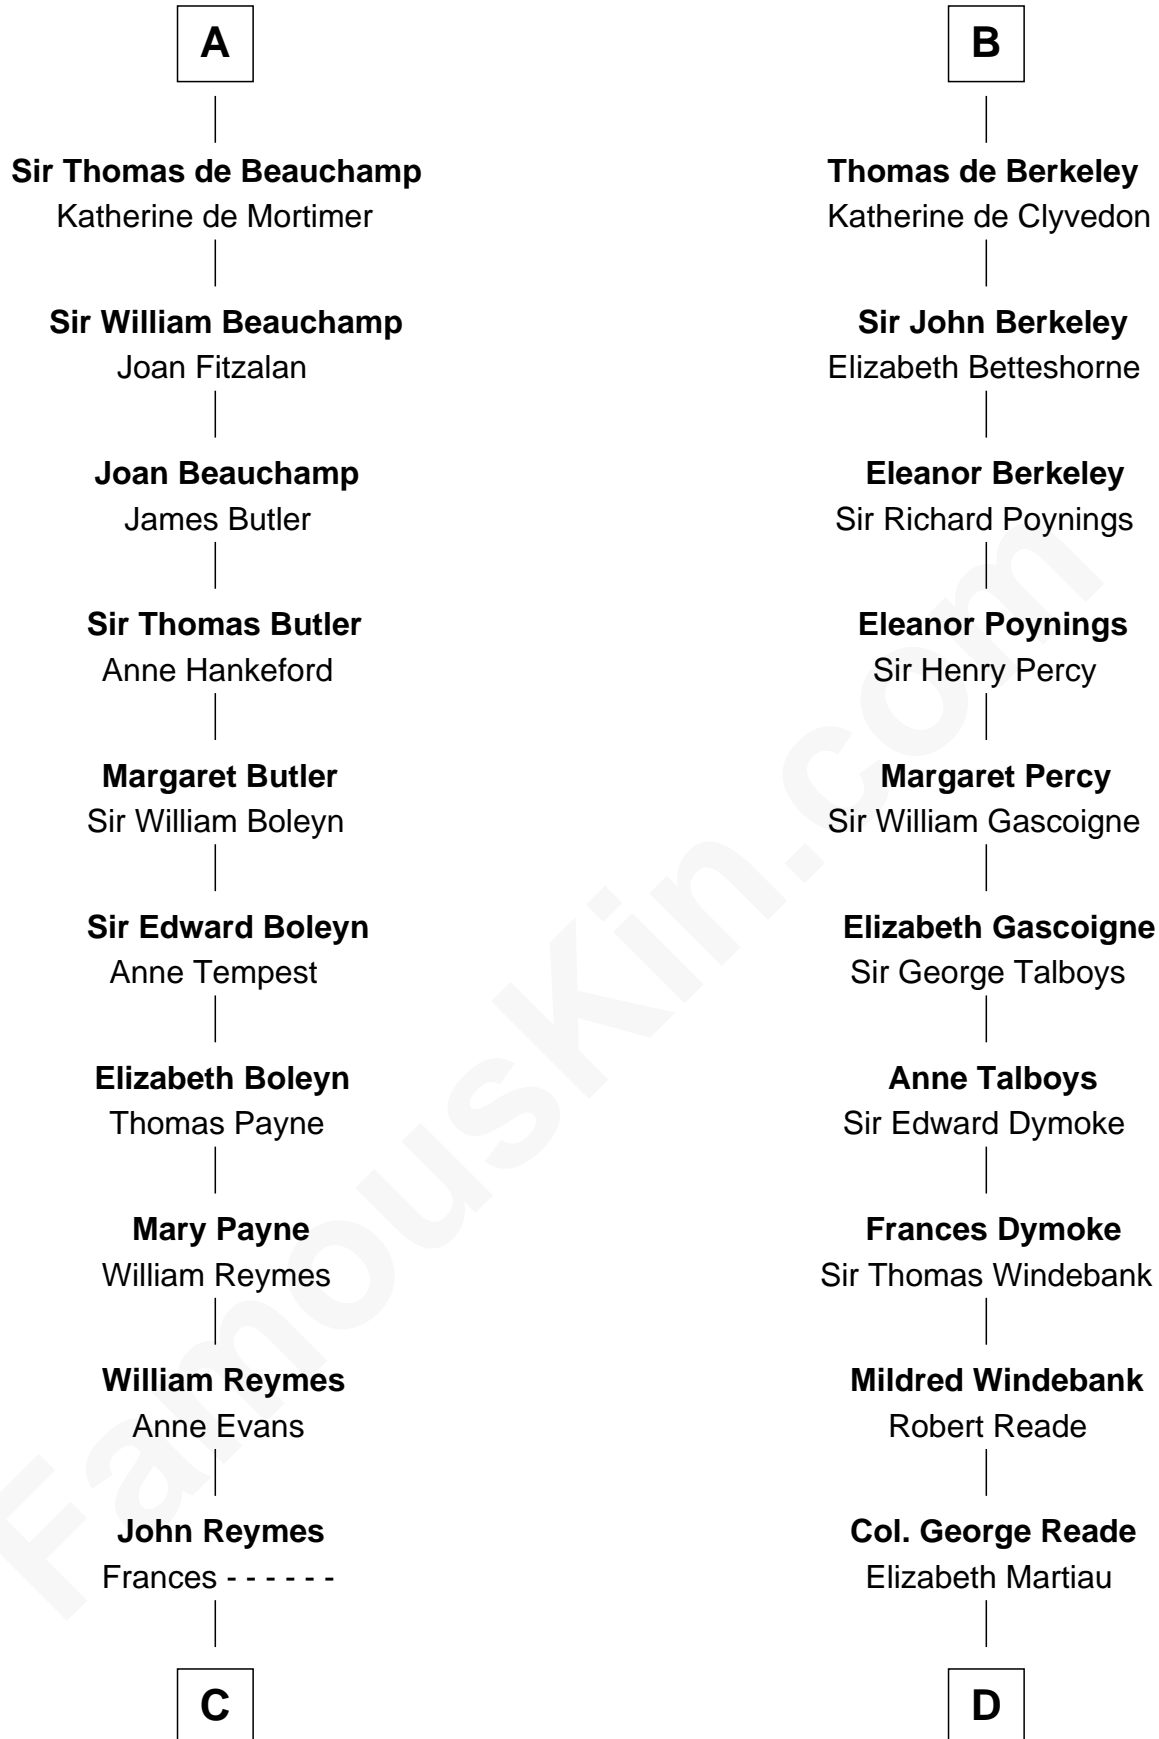 A
Sir Thomas de Beauchamp
Katherine de Mortimer
Sir William Beauchamp
Joan Fitzalan
Joan Beauchamp
James Butler
Sir Thomas Butler
Anne Hankeford
Margaret Butler
Sir William Boleyn
Sir Edward Boleyn
Anne Tempest
Elizabeth Boleyn
Thomas Payne
Mary Payne
William Reymes
William Reymes
Anne Evans
John Reymes
Frances - - - - - -
C
B
Thomas de Berkeley
Katherine de Clyvedon
Sir John Berkeley
Elizabeth Betteshorne
Eleanor Berkeley
Sir Richard Poynings
Eleanor Poynings
Sir Henry Percy
Margaret Percy
Sir William Gascoigne
Elizabeth Gascoigne
Sir George Talboys
Anne Talboys
Sir Edward Dymoke
Frances Dymoke
Sir Thomas Windebank
Mildred Windebank
Robert Reade
Col. George Reade
Elizabeth Martiau
D
FamousKin.com